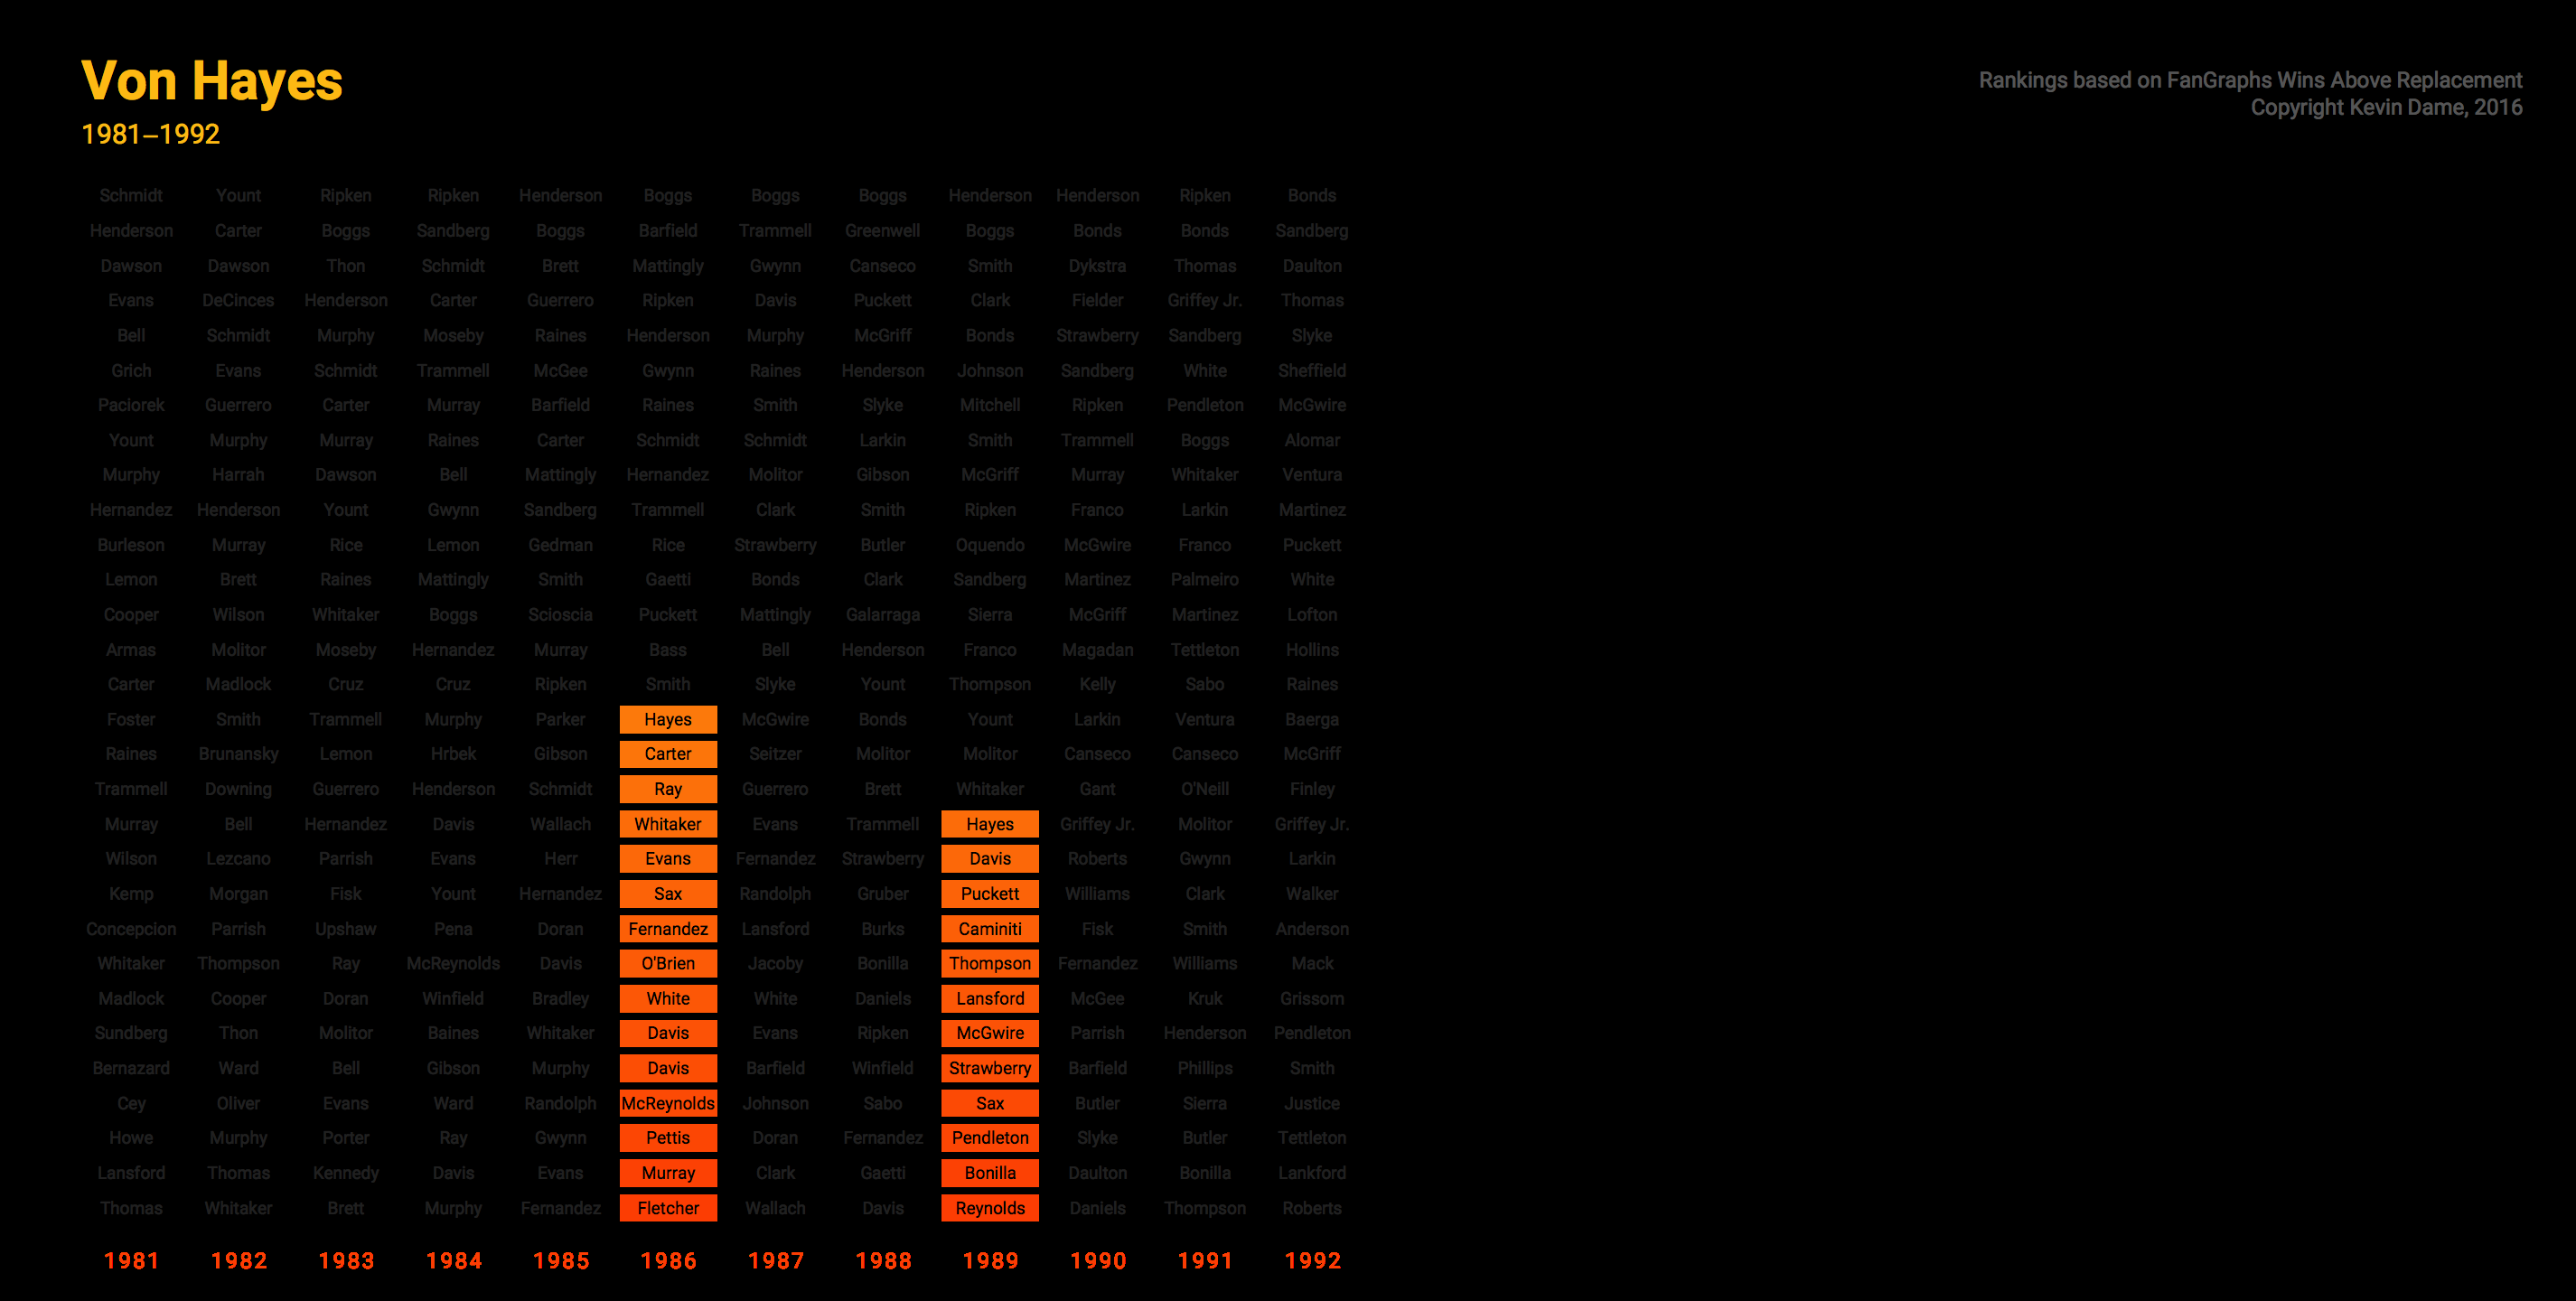 Von Hayes
1981–1992
Rankings based on FanGraphs Wins Above Replacement
Copyright Kevin Dame, 2016
Schmidt Yount Ripken Ripken Henderson Boggs Boggs Boggs Henderson Henderson Ripken Bonds
Henderson Carter Boggs Sandberg Boggs Barfield Trammell Greenwell Boggs Bonds Bonds Sandberg
Dawson Dawson Thon Schmidt Brett Mattingly Gwynn Canseco Smith Dykstra Thomas Daulton
Evans DeCinces Henderson Carter Guerrero Ripken Davis Puckett Clark Fielder Griffey Jr. Thomas
Bell Schmidt Murphy Moseby Raines Henderson Murphy McGriff Bonds Strawberry Sandberg Slyke
Grich Evans Schmidt Trammell McGee Gwynn Raines Henderson Johnson Sandberg White Sheffield
Paciorek Guerrero Carter Murray Barfield Raines Smith Slyke Mitchell Ripken Pendleton McGwire
Yount Murphy Murray Raines Carter Schmidt Schmidt Larkin Smith Trammell Boggs Alomar
Murphy Harrah Dawson Bell Mattingly Hernandez Molitor Gibson McGriff Murray Whitaker Ventura
Hernandez Henderson Yount Gwynn Sandberg Trammell Clark Smith Ripken Franco Larkin Martinez
Burleson Murray Rice Lemon Gedman Rice Strawberry Butler Oquendo McGwire Franco Puckett
Lemon Brett Raines Mattingly Smith Gaetti Bonds Clark Sandberg Martinez Palmeiro White
Cooper Wilson Whitaker Boggs Scioscia Puckett Mattingly Galarraga Sierra McGriff Martinez Lofton
Armas Molitor Moseby Hernandez Murray Bass Bell Henderson Franco Magadan Tettleton Hollins
Carter Madlock Cruz Cruz Ripken Smith Slyke Yount Thompson Kelly Sabo Raines
Foster Smith Trammell Murphy Parker Hayes McGwire Bonds Yount Larkin Ventura Baerga
Raines Brunansky Lemon Hrbek Gibson Carter Seitzer Molitor Molitor Canseco Canseco McGriff
Trammell Downing Guerrero Henderson Schmidt Ray Guerrero Brett Whitaker Gant O'Neill Finley
Murray Bell Hernandez Davis Wallach Whitaker Evans Trammell Hayes Griffey Jr. Molitor Griffey Jr.
Wilson Lezcano Parrish Evans Herr Evans Fernandez Strawberry Davis Roberts Gwynn Larkin
Kemp Morgan Fisk Yount Hernandez Sax Randolph Gruber Puckett Williams Clark Walker
Concepcion Parrish Upshaw Pena Doran Fernandez Lansford Burks Caminiti Fisk Smith Anderson
Whitaker Thompson Ray McReynolds Davis O'Brien Jacoby Bonilla Thompson Fernandez Williams Mack
Madlock Cooper Doran Winfield Bradley White White Daniels Lansford McGee Kruk Grissom
Sundberg Thon Molitor Baines Whitaker Davis Evans Ripken McGwire Parrish Henderson Pendleton
Bernazard Ward Bell Gibson Murphy Davis Barfield Winfield Strawberry Barfield Phillips Smith
Cey Oliver Evans Ward Randolph McReynolds Johnson Sabo Sax Butler Sierra Justice
Howe Murphy Porter Ray Gwynn Pettis Doran Fernandez Pendleton Slyke Butler Tettleton
Lansford Thomas Kennedy Davis Evans Murray Clark Gaetti Bonilla Daulton Bonilla Lankford
Thomas Whitaker Brett Murphy Fernandez Fletcher Wallach Davis Reynolds Daniels Thompson Roberts
1981 1982 1983 1984 1985 1986 1987 1988 1989 1990 1991 1992